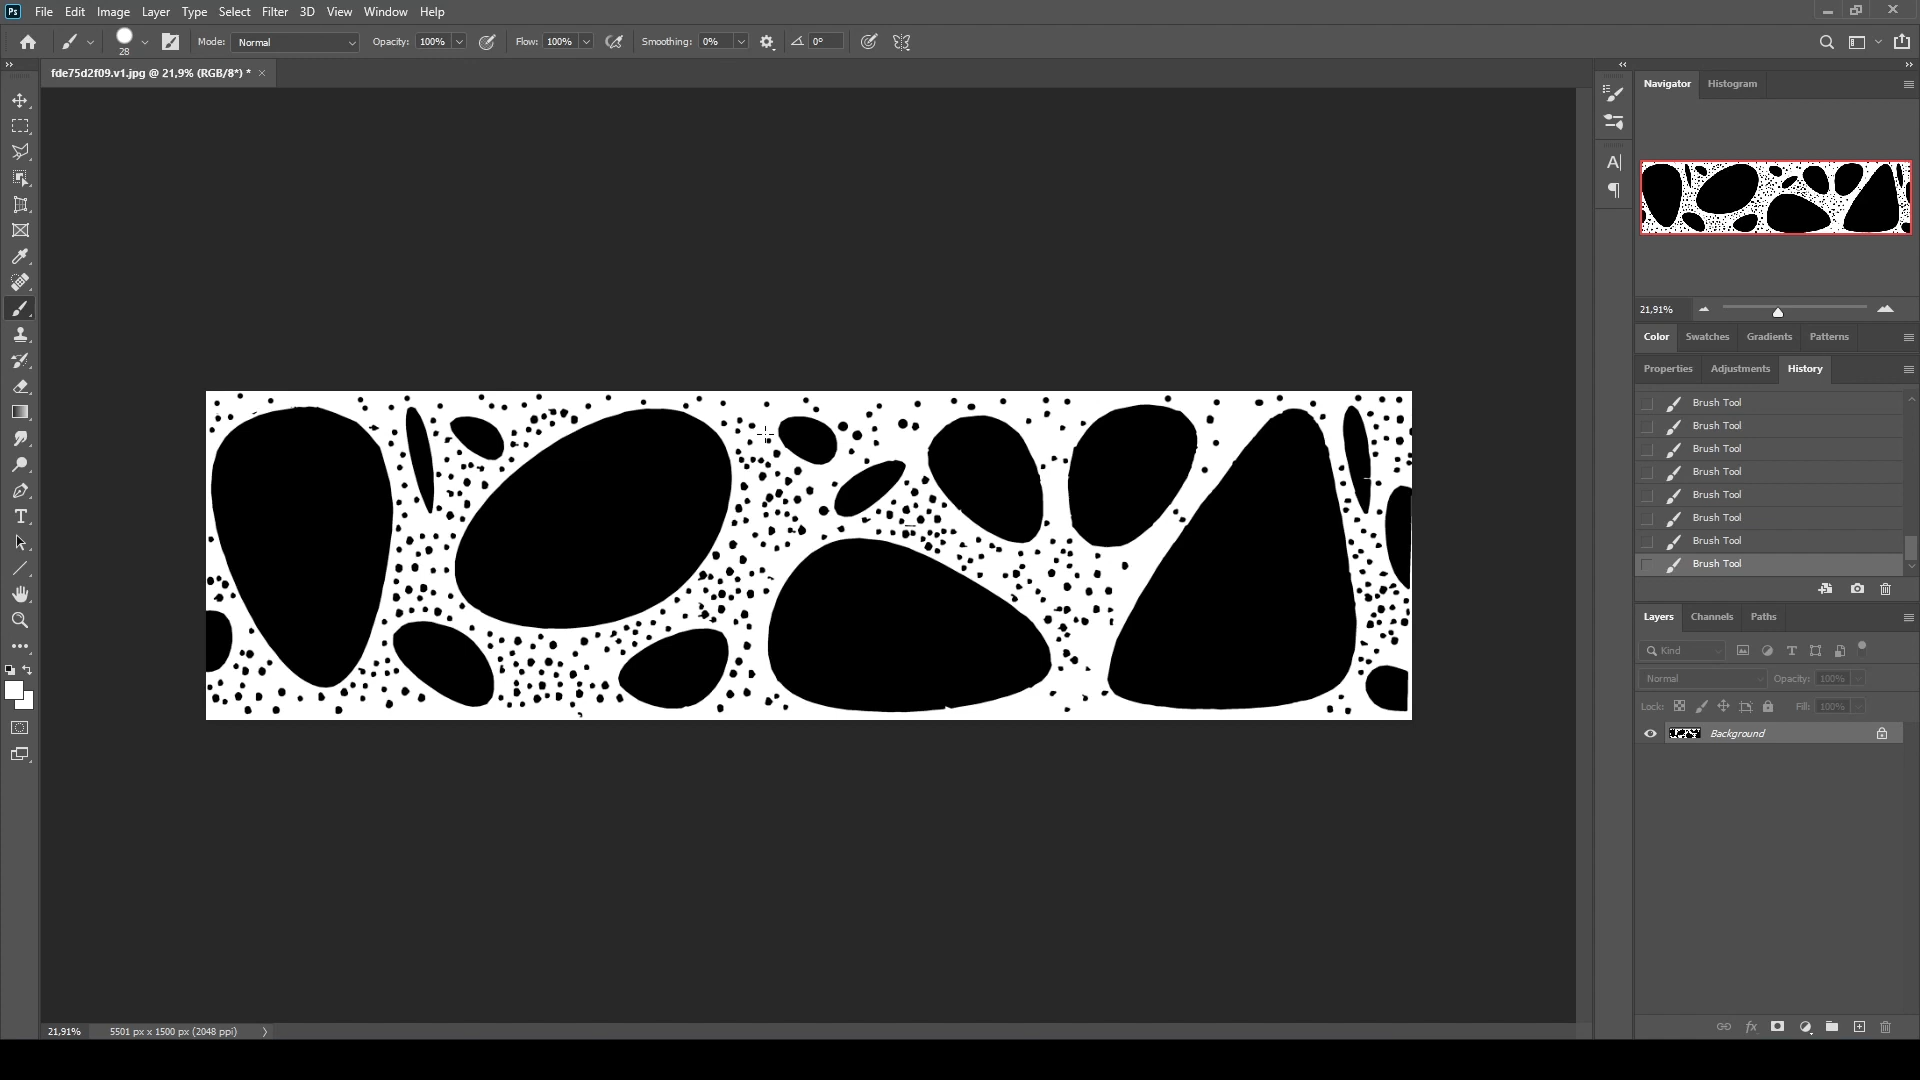 Ps File Edit Image Layer Type Select Filter 3D View Window Help
28 Mode: Normal Opacity: 100% Flow: 100% Smoothing: 0% 0°
fde75d2f09.v1.jpg @ 21,9% (RGB/8*) *
Navigator Histogram
21,91%
Color Swatches Gradients Patterns
Properties Adjustments History
Brush Tool
Brush Tool
Brush Tool
Brush Tool
Brush Tool
Brush Tool
Brush Tool
Brush Tool
Layers Channels Paths
Kind
Normal Opacity: 100%
Lock: Fill: 100%
Background
21,91% 5501 px x 1500 px (2048 ppi)